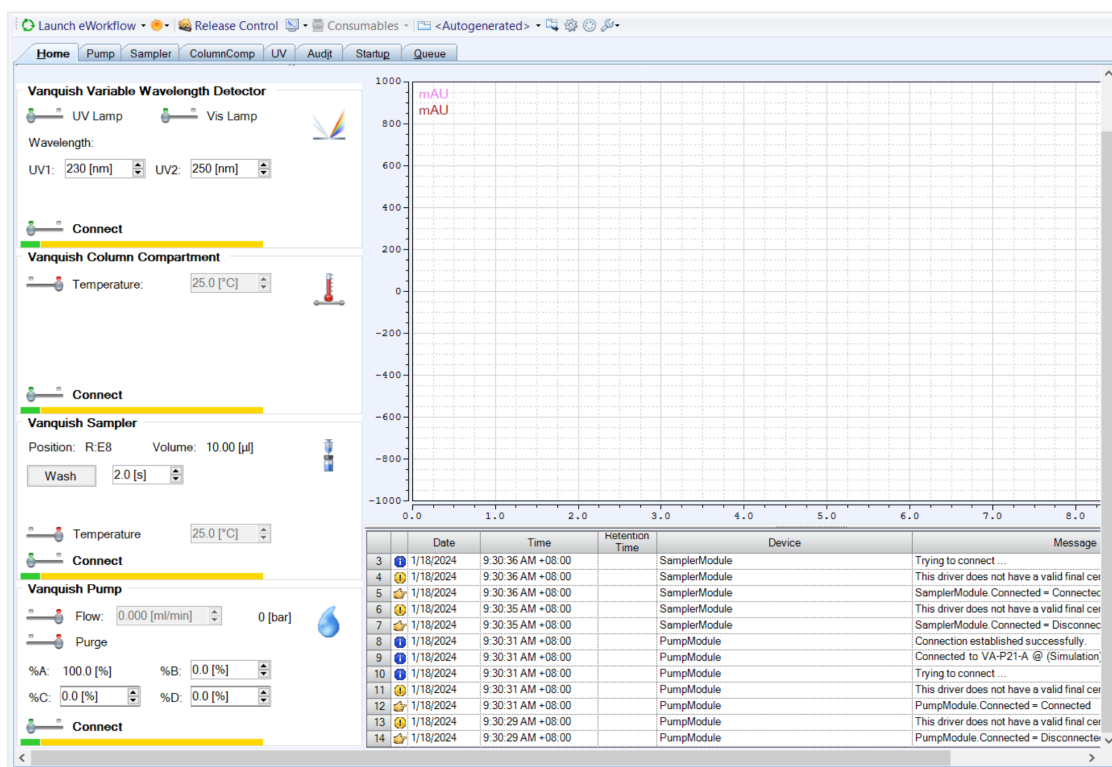 Launch eWorkflow Release Control Consumables <Autogenerated>
Home Pump Sampler ColumnComp UV Audit Startup Queue
Vanquish Variable Wavelength Detector
UV Lamp Vis Lamp
Wavelength:
UV1: 230 [nm] UV2: 250 [nm]
Connect
Vanquish Column Compartment
Temperature: 25.0 [°C]
Connect
Vanquish Sampler
Position: R:E8 Volume: 10.00 [µl]
Wash 2.0 [s]
Temperature 25.0 [°C]
Connect
Vanquish Pump
Flow: 0.000 [ml/min] 0 [bar]
Purge
%A: 100.0 [%] %B: 0.0 [%]
%C: 0.0 [%] %D: 0.0 [%]
Connect
mAU
mAU
1000
800
600
400
200
0
-200
-400
-600
-800
-1000
0.0 1.0 2.0 3.0 4.0 5.0 6.0 7.0 8.0
Date Time Retention Time Device Message
3 1/18/2024 9:30:36 AM +08:00 SamplerModule Trying to connect ...
4 1/18/2024 9:30:36 AM +08:00 SamplerModule This driver does not have a valid final cer
5 1/18/2024 9:30:36 AM +08:00 SamplerModule SamplerModule.Connected = Connected
6 1/18/2024 9:30:35 AM +08:00 SamplerModule This driver does not have a valid final cer
7 1/18/2024 9:30:35 AM +08:00 SamplerModule SamplerModule.Connected = Disconnec
8 1/18/2024 9:30:31 AM +08:00 PumpModule Connection established successfully.
9 1/18/2024 9:30:31 AM +08:00 PumpModule Connected to VA-P21-A @ (Simulation)
10 1/18/2024 9:30:31 AM +08:00 PumpModule Trying to connect ...
11 1/18/2024 9:30:31 AM +08:00 PumpModule This driver does not have a valid final cer
12 1/18/2024 9:30:31 AM +08:00 PumpModule PumpModule.Connected = Connected
13 1/18/2024 9:30:29 AM +08:00 PumpModule This driver does not have a valid final cer
14 1/18/2024 9:30:29 AM +08:00 PumpModule PumpModule.Connected = Disconnecte